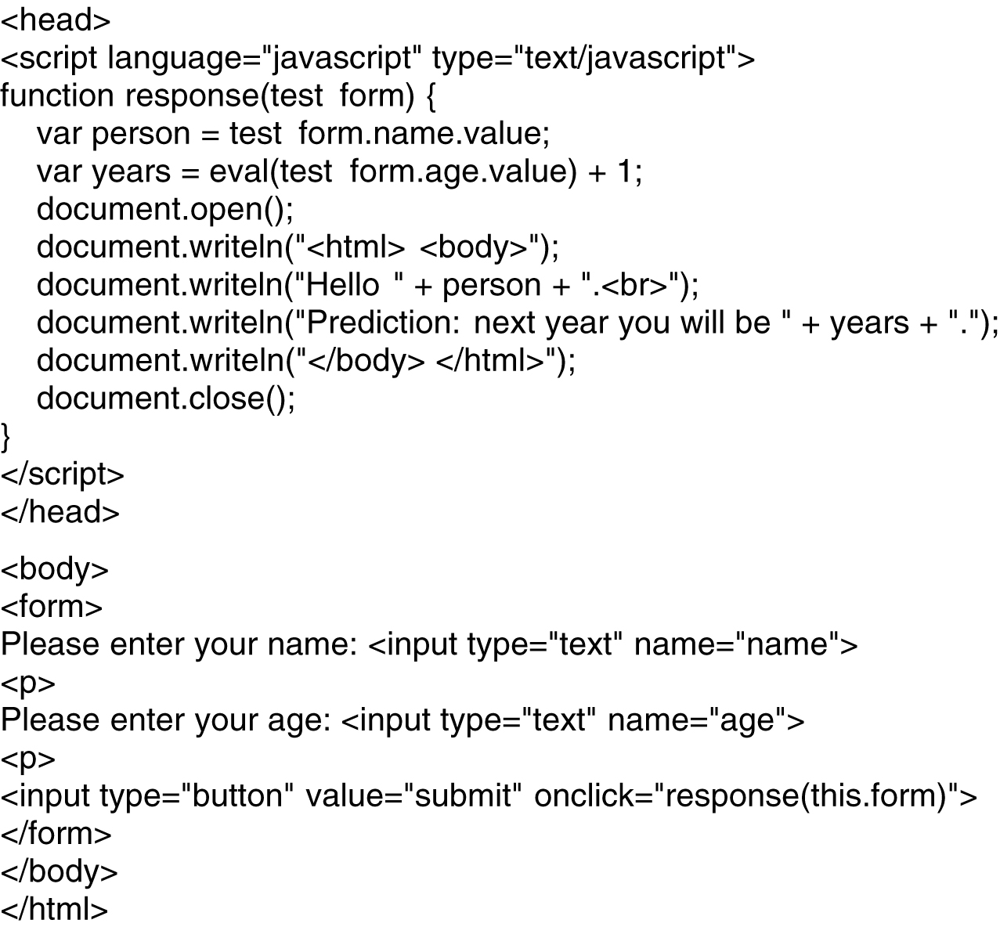 <head>
<script language="javascript" type="text/javascript">
function response(test form) {
var person = test form.name.value;
var years = eval(test form.age.value) + 1;
document.open();
document.writeln("<html> <body>");
document.writeln("Hello " + person + ".<br>");
document.writeln("Prediction: next year you will be " + years + ".");
document.writeln("</body> </html>");
document.close();
}
</script>
</head>
<body>
<form>
Please enter your name: <input type="text" name="name">
<p>
Please enter your age: <input type="text" name="age">
<p>
<input type="button" value="submit" onclick="response(this.form)">
</form>
</body>
</html>